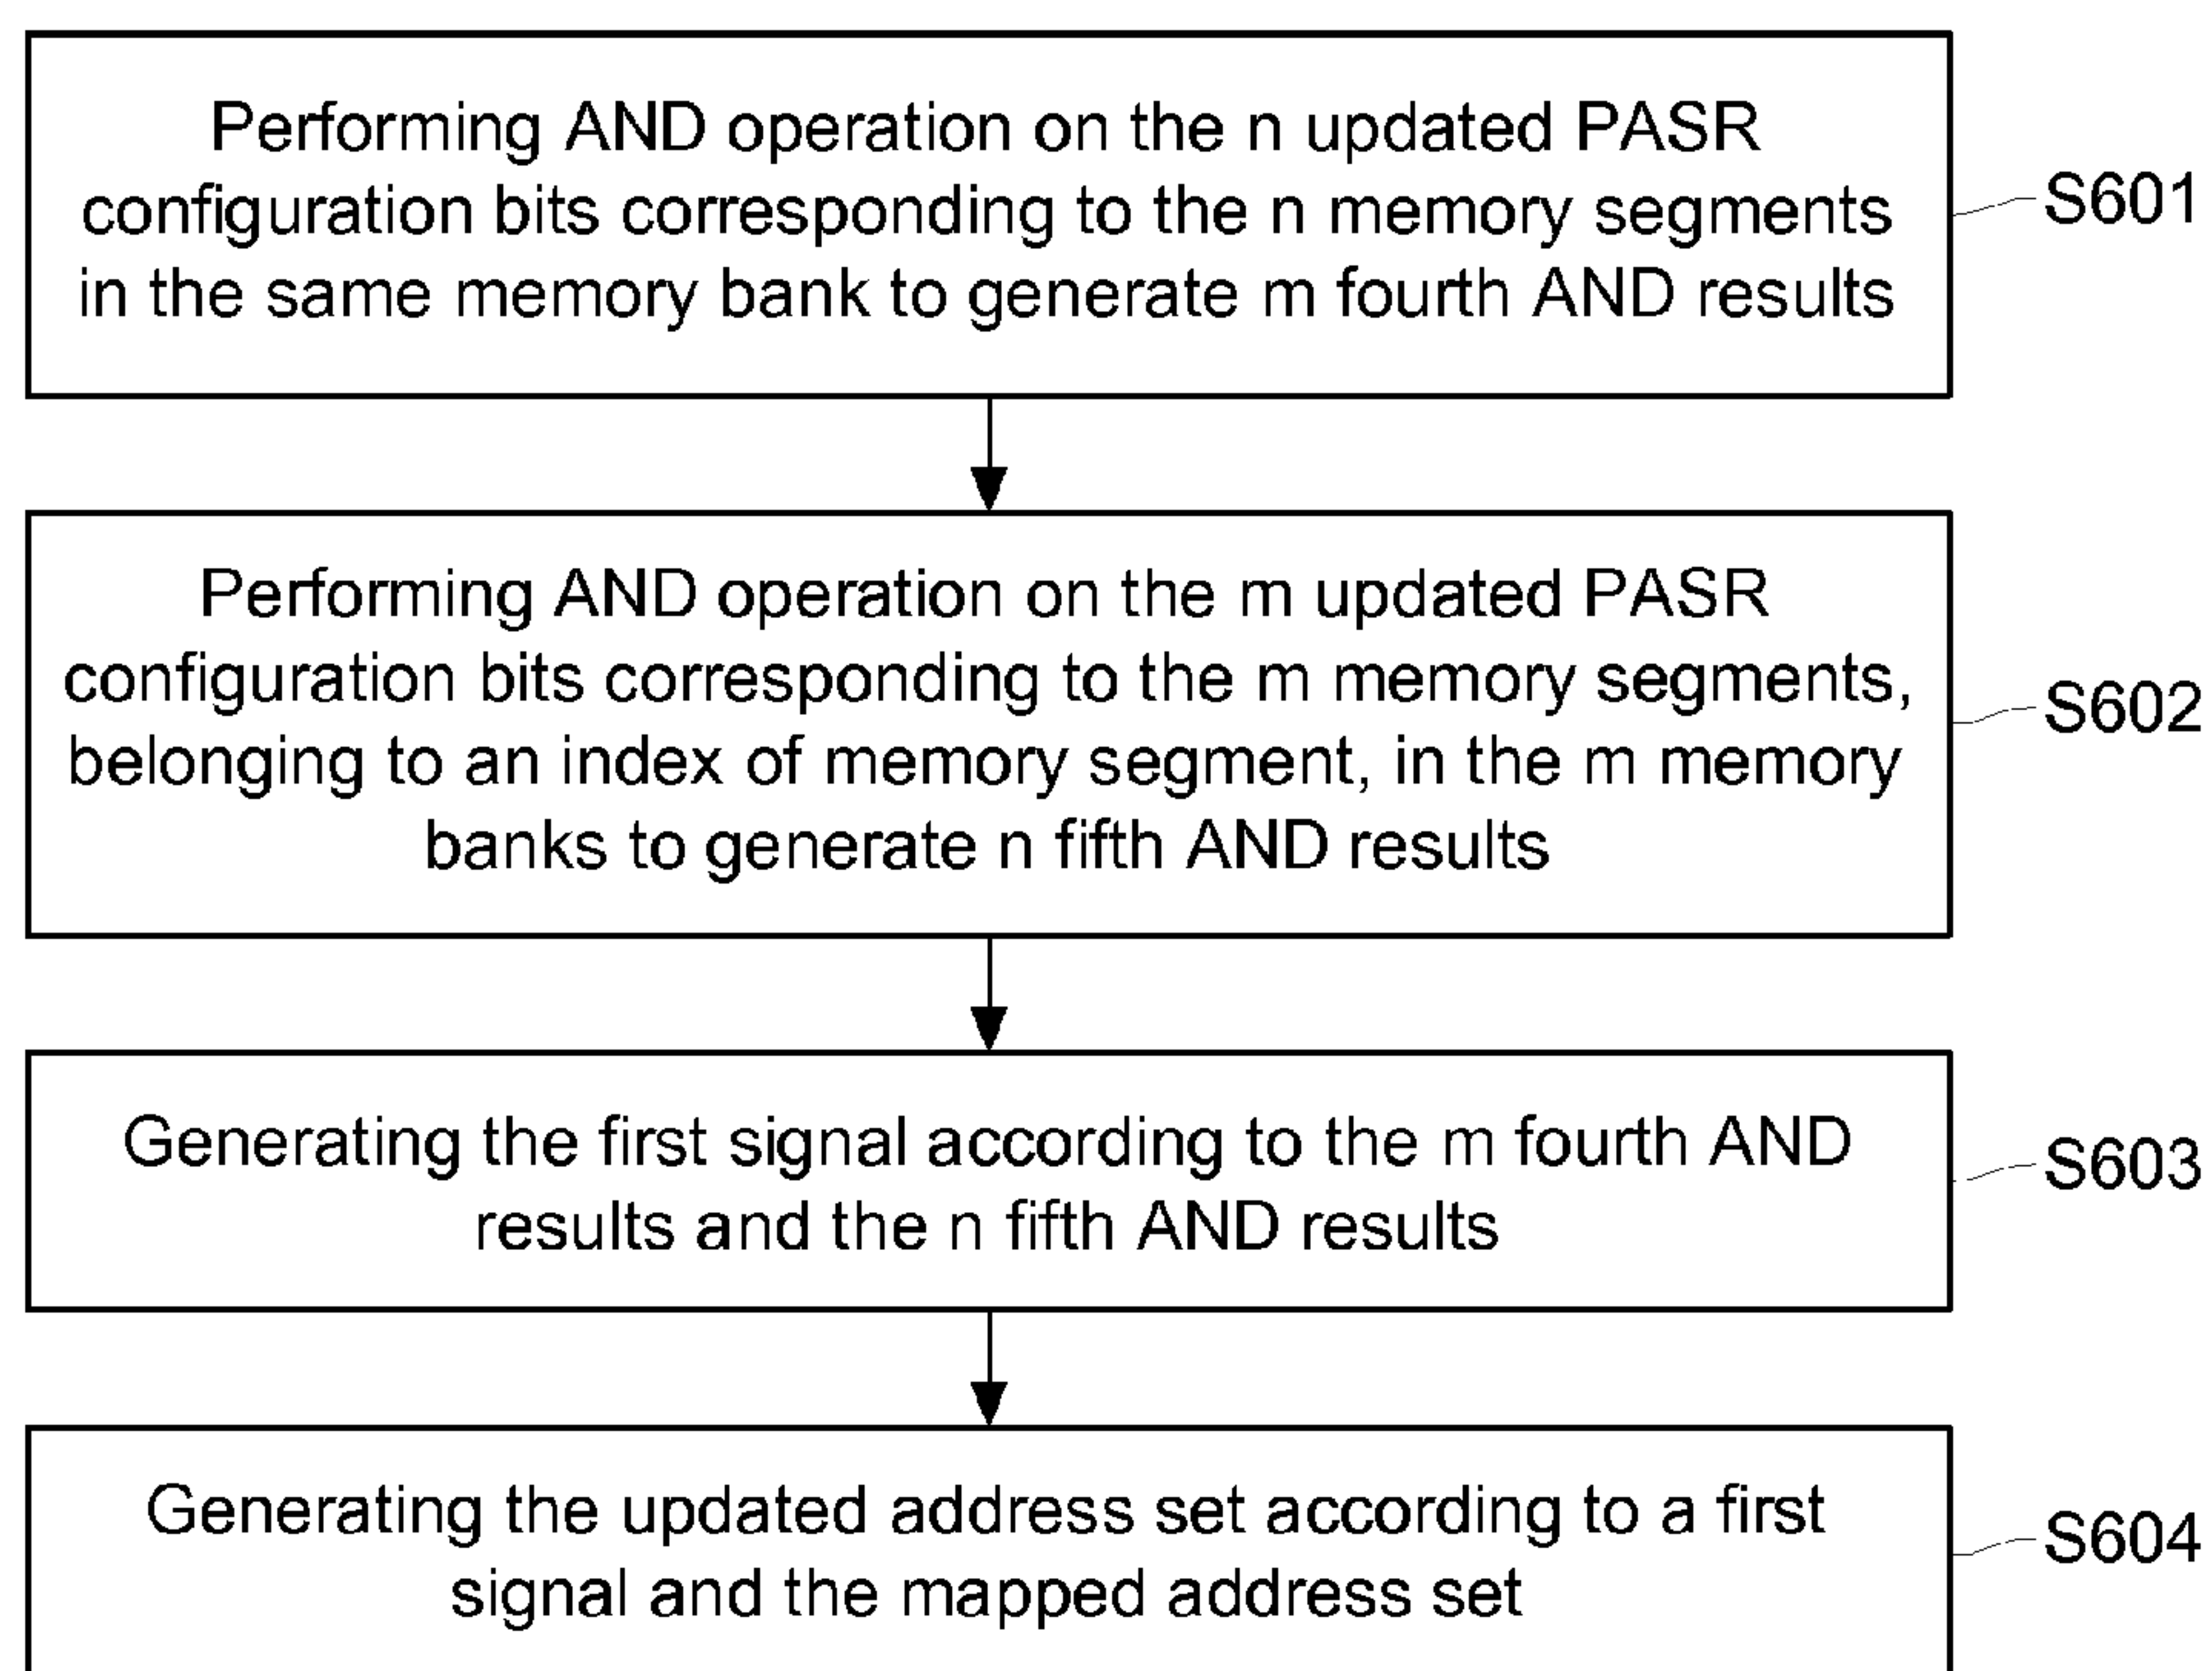 Performing AND operation on the n updated PASR
configuration bits corresponding to the n memory segments
in the same memory bank to generate m fourth AND results
S601
Performing AND operation on the m updated PASR
configuration bits corresponding to the m memory segments,
belonging to an index of memory segment, in the m memory
banks to generate n fifth AND results
S602
Generating the first signal according to the m fourth AND
results and the n fifth AND results
S603
Generating the updated address set according to a first
signal and the mapped address set
S604